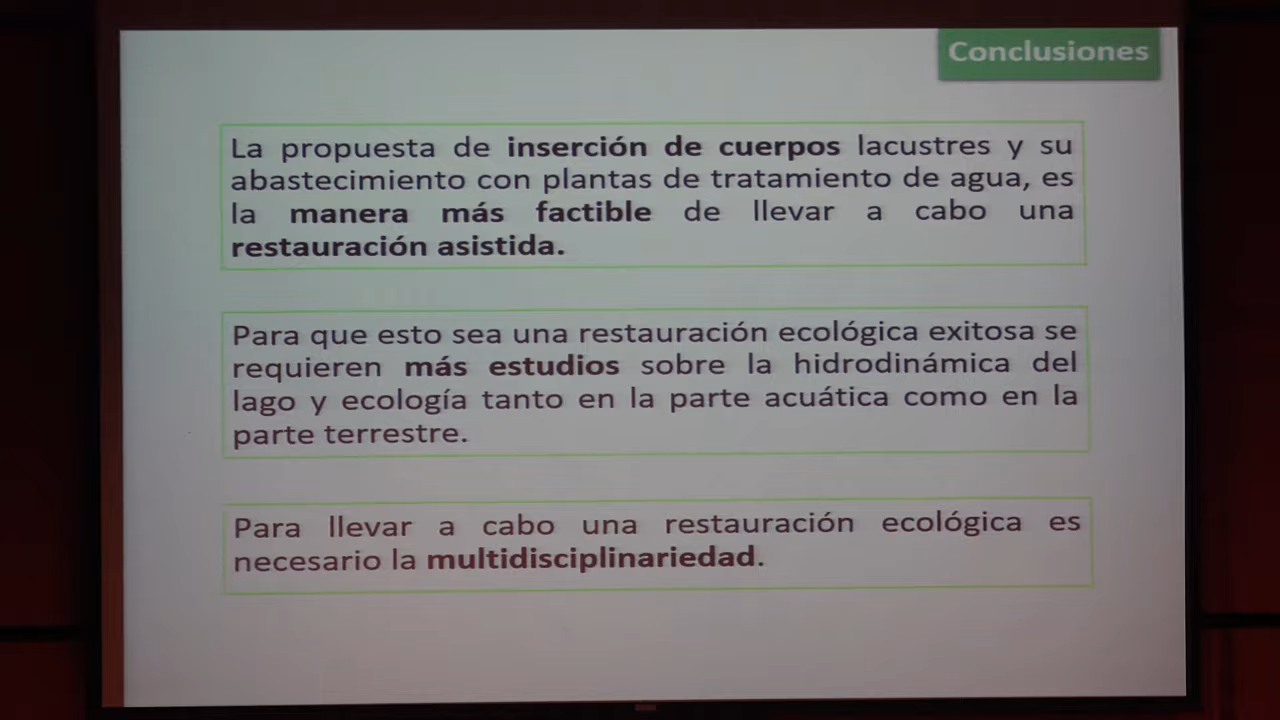 Conclusiones
La propuesta de inserción de cuerpos lacustres y su
abastecimiento con plantas de tratamiento de agua, es
la manera más factible de llevar a cabo una
restauración asistida.
Para que esto sea una restauración ecológica exitosa se
requieren más estudios sobre la hidrodinámica del
lago y ecología tanto en la parte acuática como en la
parte terrestre.
Para llevar a cabo una restauración ecológica es
necesario la multidisciplinariedad.